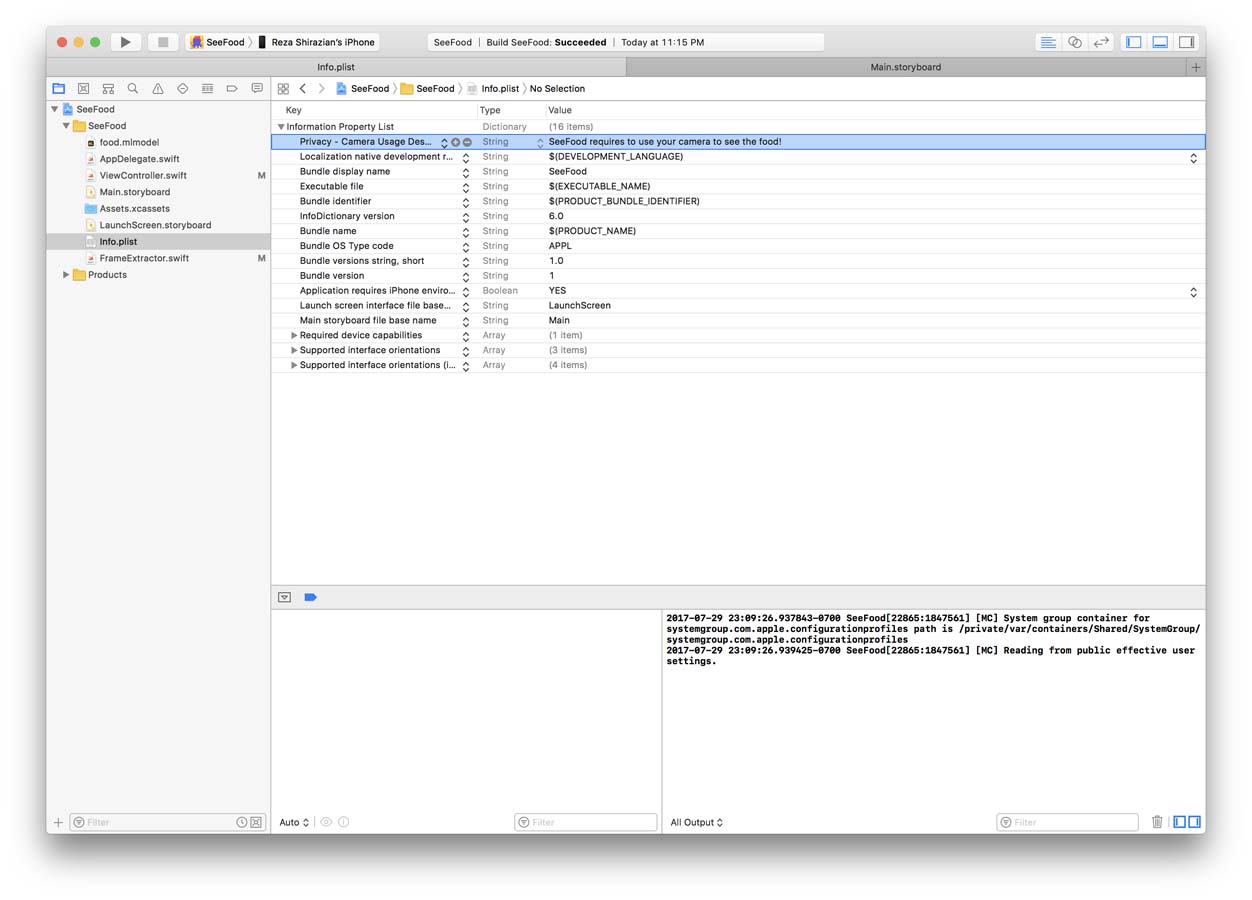 SeeFood Reza Shirazian's iPhone SeeFood Build SeeFood: Succeeded Today at 11:15 PM
Info.plist Main.storyboard
SeeFood SeeFood Info.plist No Selection
SeeFood
SeeFood
food.mlmodel
AppDelegate.swift
ViewController.swift M
Main.storyboard
Assets.xcassets
LaunchScreen.storyboard
Info.plist
FrameExtractor.swift M
Products
Key Type Value
Information Property List Dictionary (16 items)
Privacy - Camera Usage Des... String SeeFood requires to use your camera to see the food!
Localization native development r... String $(DEVELOPMENT_LANGUAGE)
Bundle display name String SeeFood
Executable file String $(EXECUTABLE_NAME)
Bundle identifier String $(PRODUCT_BUNDLE_IDENTIFIER)
InfoDictionary version String 6.0
Bundle name String $(PRODUCT_NAME)
Bundle OS Type code String APPL
Bundle versions string, short String 1.0
Bundle version String 1
Application requires iPhone enviro... Boolean YES
Launch screen interface file base... String LaunchScreen
Main storyboard file base name String Main
Required device capabilities Array (1 item)
Supported interface orientations Array (3 items)
Supported interface orientations (i... Array (4 items)
2017-07-29 23:09:26.937843-0700 SeeFood[22865:1847561] [MC] System group container for
systemgroup.com.apple.configurationprofiles path is /private/var/containers/Shared/SystemGroup/
systemgroup.com.apple.configurationprofiles
2017-07-29 23:09:26.939425-0700 SeeFood[22865:1847561] [MC] Reading from public effective user
settings.
Filter Auto Filter All Output Filter